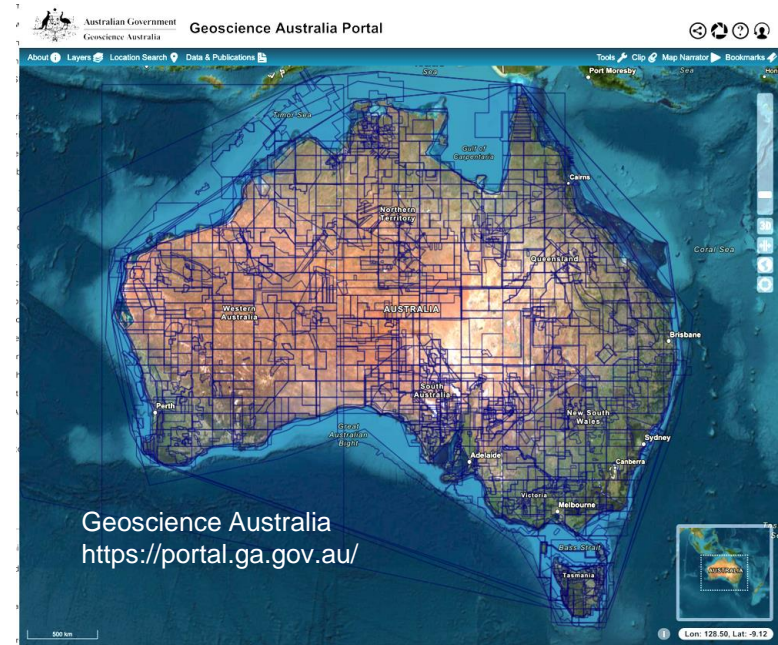 Australian Government
Geoscience Australia
Geoscience Australia Portal
About Layers Location Search Data & Publications Tools Clip Map Narrator Bookmarks
Sea
Port Moresby
Sea
Hon
Timor Sea
Gulf of
Carpentaria
Cairns
Northern
Territory
3D
Coral Sea
Queensland
Western
Australia
AUSTRALIA
Brisbane
South
Australia
Perth
New South
Wales
Great
Australian
Bight
Sydney
Adelaide
Canberra
Victoria
Melbourne
Geoscience Australia
https://portal.ga.gov.au/
Bass Strait
Tasmania
AUSTRALIA
500 km
Lon: 128.50, Lat: -9.12